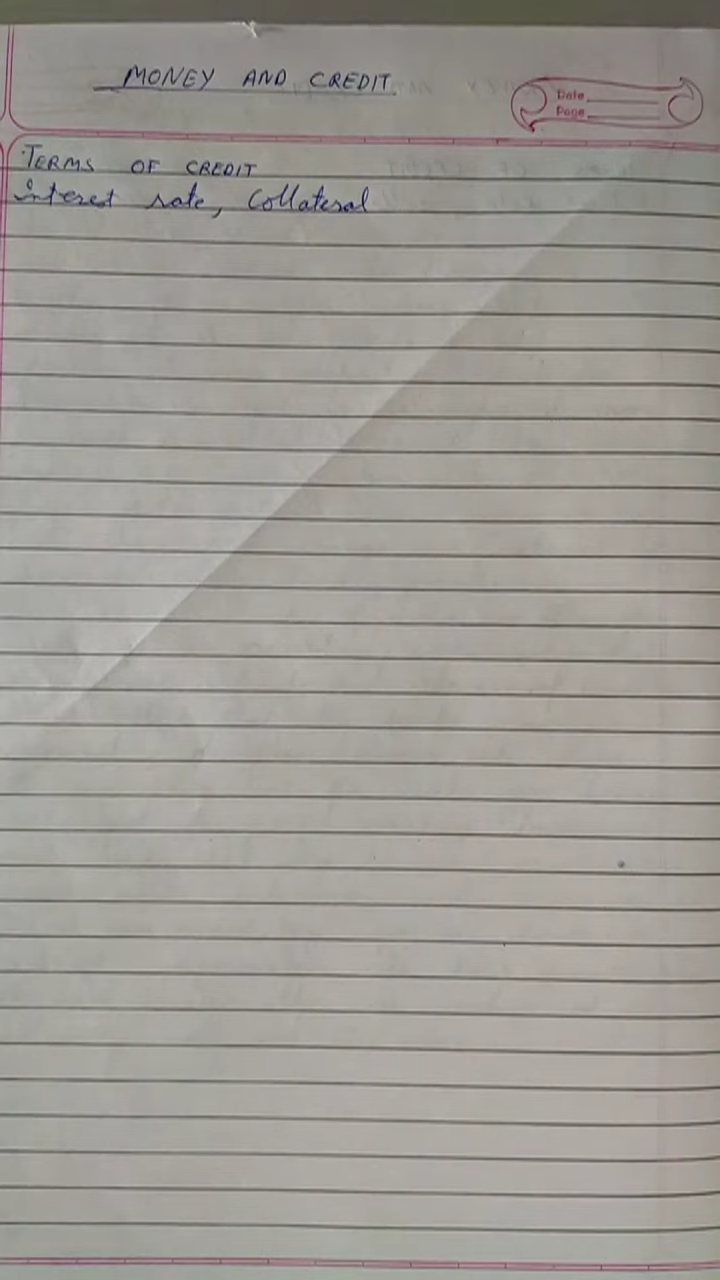 MONEY AND CREDIT
Date
Page
TERMS OF CREDIT
interest rate, Collateral